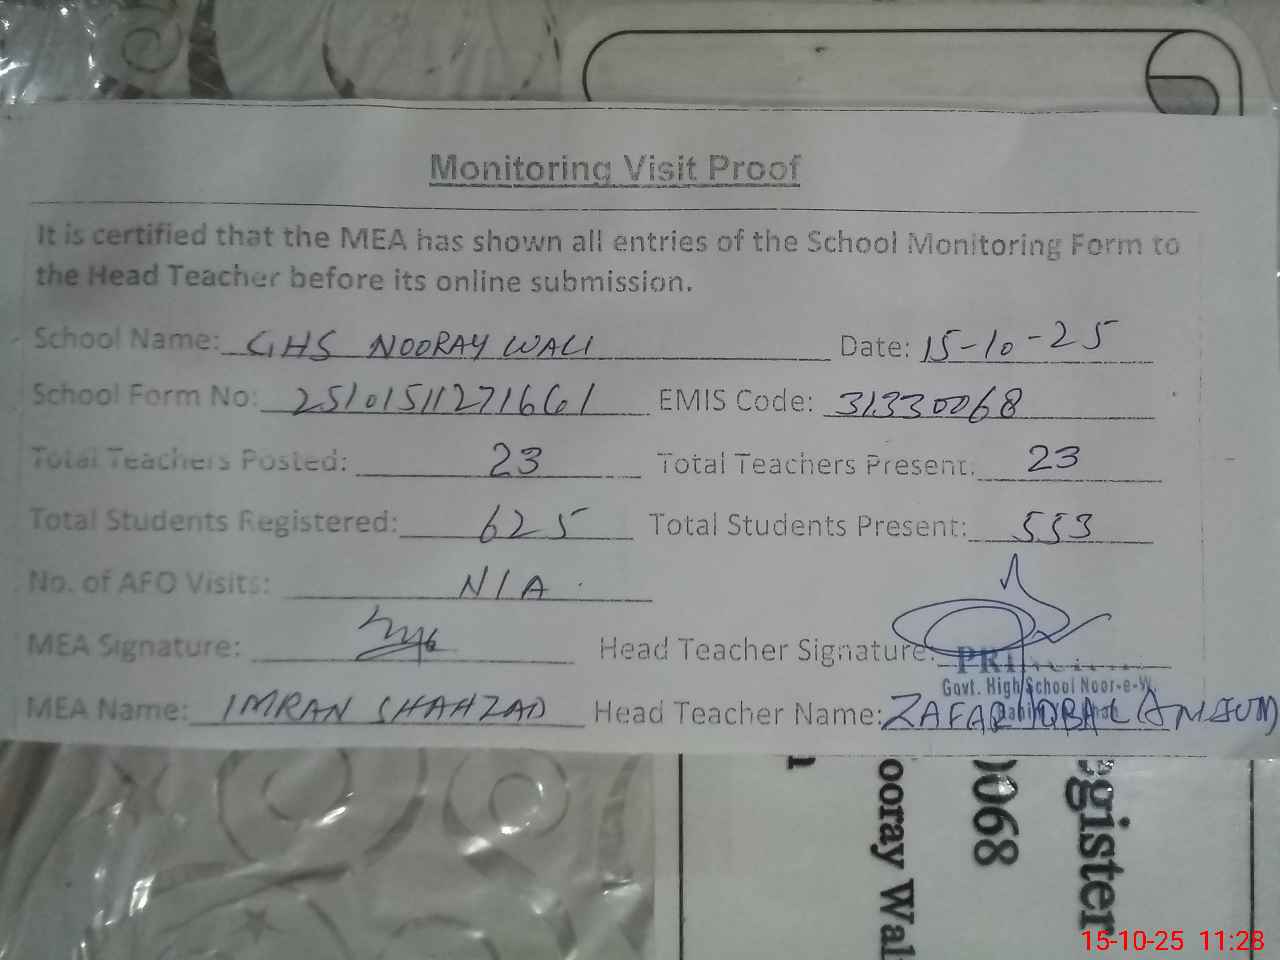 Monitoring Visit Proof
It is certified that the MEA has shown all entries of the School Monitoring Form to
the Head Teacher before its online submission.
School Name: GHS NOORAY WALI Date: 15-10-25
School Form No: 25101511271661 EMIS Code: 31330068
Total Teachers Posted: 23 Total Teachers Present: 23
Total Students Registered: 625 Total Students Present: 553
No. of AFO Visits: N/A
MEA Signature: Head Teacher Signature:
Govt. High School Noor-e-W
MEA Name: IMRAN SHAHZAD Head Teacher Name: ZAFAR IQBAL (ANJUM)
ooray Wal
0068
egister
15-10-25 11:28